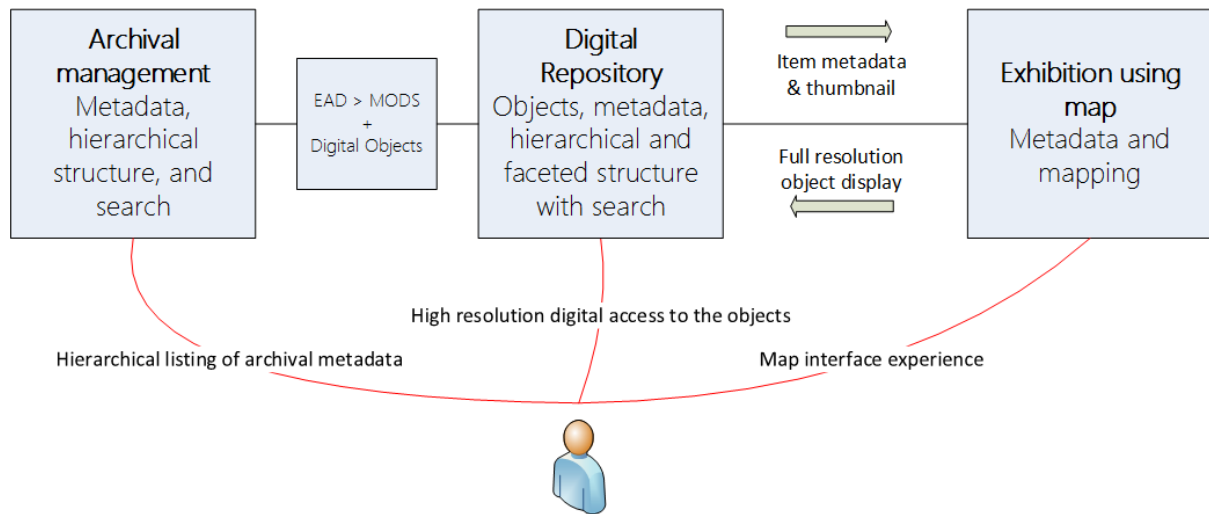 Archival
management
Metadata,
hierarchical
structure, and
search
EAD > MODS
+
Digital Objects
Digital
Repository
Objects, metadata,
hierarchical and
faceted structure
with search
Item metadata
& thumbnail
Full resolution
object display
Exhibition using
map
Metadata and
mapping
High resolution digital access to the objects
Hierarchical listing of archival metadata
Map interface experience